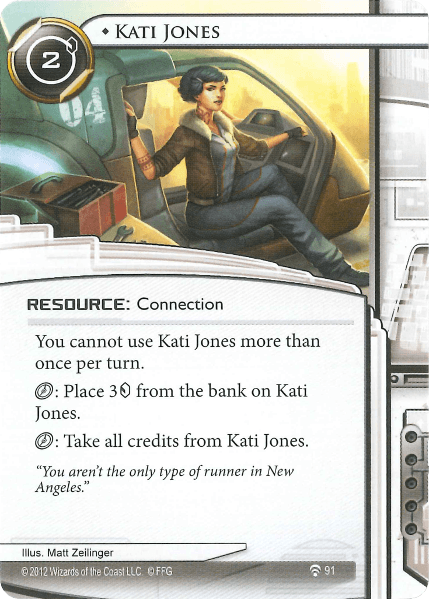 2
♦ KATI JONES
04
RESOURCE: Connection
You cannot use Kati Jones more than
once per turn.
: Place 3 from the bank on Kati
Jones.
: Take all credits from Kati Jones.
“You aren’t the only type of runner in New
Angeles.”
Illus. Matt Zeilinger
© 2012 Wizards of the Coast LLC © FFG
91